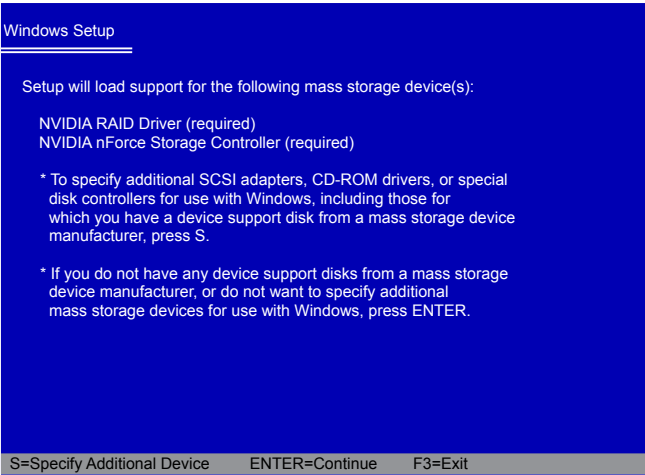 Windows Setup
Setup will load support for the following mass storage device(s):
NVIDIA RAID Driver (required)
NVIDIA nForce Storage Controller (required)
* To specify additional SCSI adapters, CD-ROM drivers, or special
disk controllers for use with Windows, including those for
which you have a device support disk from a mass storage device
manufacturer, press S.
* If you do not have any device support disks from a mass storage
device manufacturer, or do not want to specify additional
mass storage devices for use with Windows, press ENTER.
S=Specify Additional Device ENTER=Continue F3=Exit